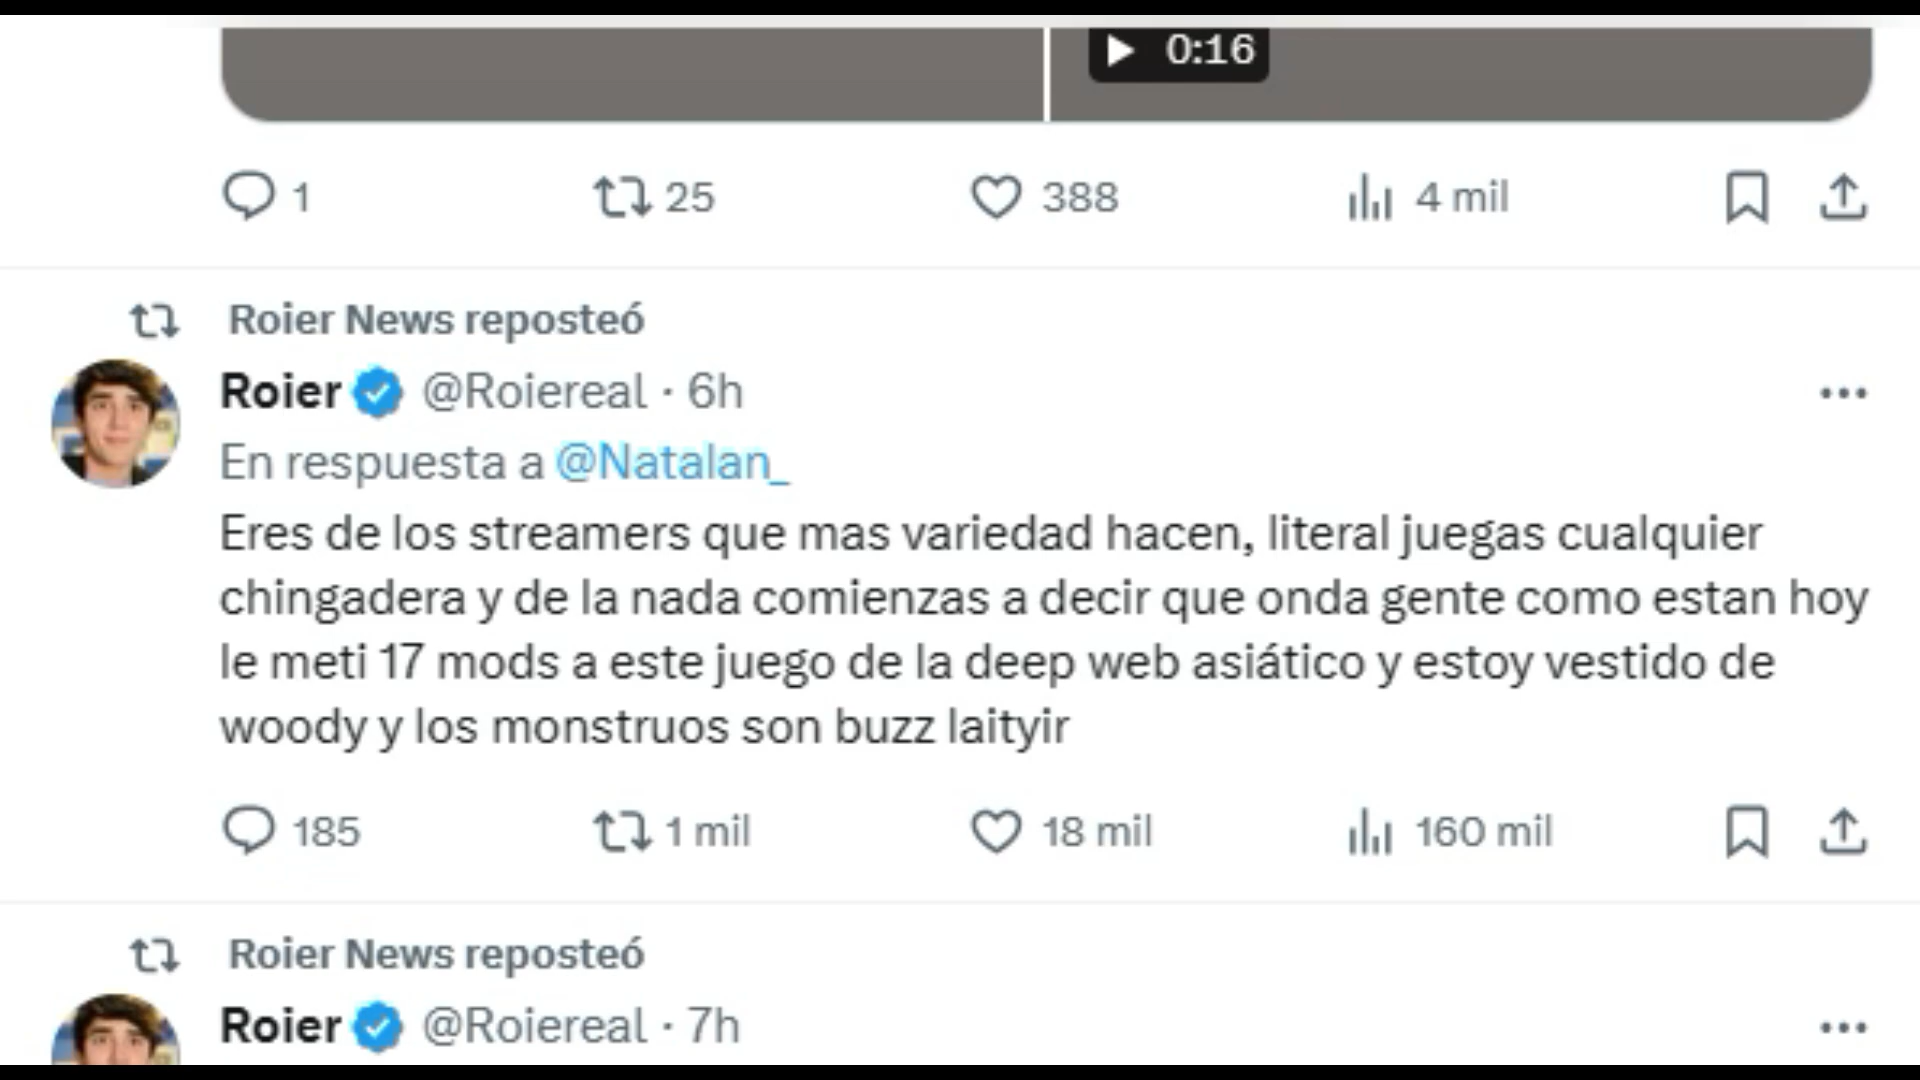 0:16
1 25 388 4 mil
Roier News reposteó
Roier @Roiereal · 6h
En respuesta a @Natalan_
Eres de los streamers que mas variedad hacen, literal juegas cualquier
chingadera y de la nada comienzas a decir que onda gente como estan hoy
le meti 17 mods a este juego de la deep web asiático y estoy vestido de
woody y los monstruos son buzz laityir
185 1 mil 18 mil 160 mil
Roier News reposteó
Roier @Roiereal · 7h